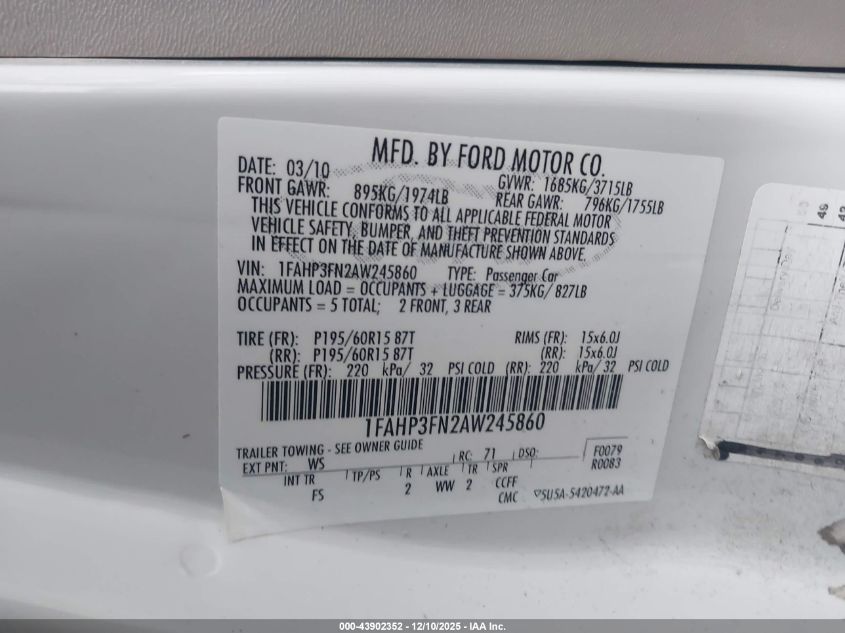 MFD. BY FORD MOTOR CO.
DATE: 03/10 GVWR: 1685KG/3715LB
FRONT GAWR: 895KG/1974LB REAR GAWR: 796KG/1755LB
THIS VEHICLE CONFORMS TO ALL APPLICABLE FEDERAL MOTOR
VEHICLE SAFETY, BUMPER, AND THEFT PREVENTION STANDARDS
IN EFFECT ON THE DATE OF MANUFACTURE SHOWN ABOVE.
VIN: 1FAHP3FN2AW245860 TYPE: Passenger Car
MAXIMUM LOAD = OCCUPANTS + LUGGAGE = 375KG/ 827LB
OCCUPANTS = 5 TOTAL; 2 FRONT, 3 REAR
TIRE (FR): P195/60R15 87T RIMS (FR): 15x6.0J
(RR): P195/60R15 87T (RR): 15x6.0J
PRESSURE (FR): 220 kPa/ 32 PSI COLD (RR): 220 kPa/ 32 PSI COLD
1FAHP3FN2AW245860
TRAILER TOWING - SEE OWNER GUIDE
EXT PNT: WS RC: 71 DSO: F0079
R0083
INT TR TP/PS R AXLE TR SPR
FS 2 WW 2 CCFF
CMC 5U5A-5420472-AA
49
000-43902352 - 12/10/2025 - IAA Inc.